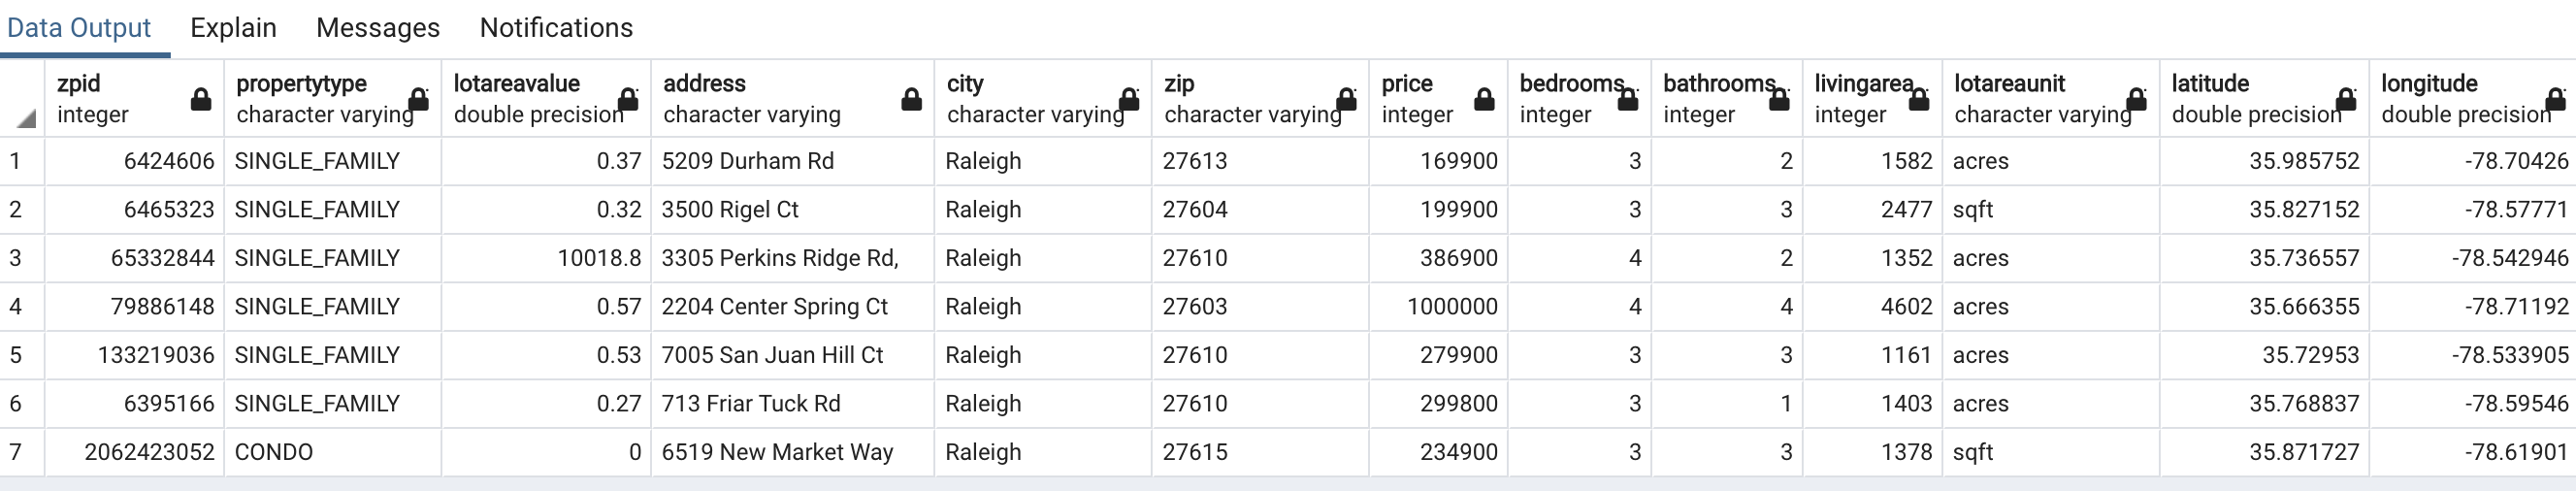 Data Output Explain Messages Notifications
zpid propertytype lotareavalue address city zip price bedrooms bathrooms livingarea lotareaunit latitude longitude
integer character varying double precision character varying character varying character varying integer integer integer integer character varying double precision double precision
1 6424606 SINGLE_FAMILY 0.37 5209 Durham Rd Raleigh 27613 169900 3 2 1582 acres 35.985752 -78.70426
2 6465323 SINGLE_FAMILY 0.32 3500 Rigel Ct Raleigh 27604 199900 3 3 2477 sqft 35.827152 -78.57771
3 65332844 SINGLE_FAMILY 10018.8 3305 Perkins Ridge Rd, Raleigh 27610 386900 4 2 1352 acres 35.736557 -78.542946
4 79886148 SINGLE_FAMILY 0.57 2204 Center Spring Ct Raleigh 27603 1000000 4 4 4602 acres 35.666355 -78.71192
5 133219036 SINGLE_FAMILY 0.53 7005 San Juan Hill Ct Raleigh 27610 279900 3 3 1161 acres 35.72953 -78.533905
6 6395166 SINGLE_FAMILY 0.27 713 Friar Tuck Rd Raleigh 27610 299800 3 1 1403 acres 35.768837 -78.59546
7 2062423052 CONDO 0 6519 New Market Way Raleigh 27615 234900 3 3 1378 sqft 35.871727 -78.61901